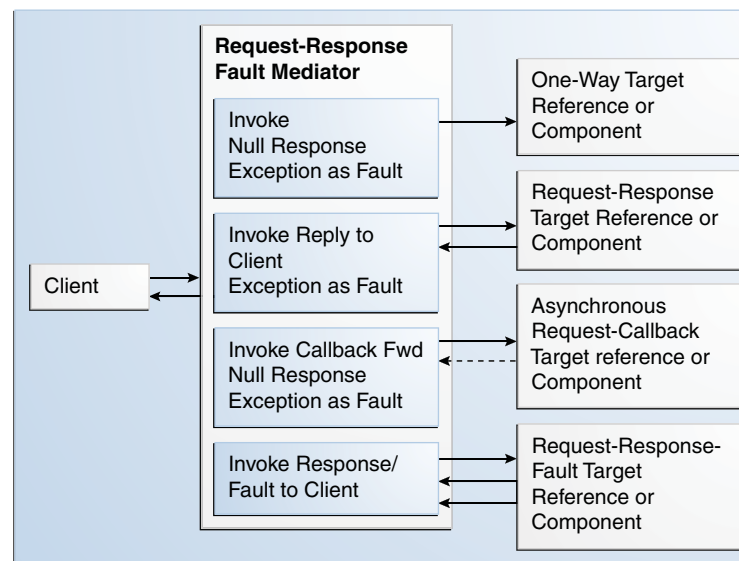 Request-Response
Fault Mediator
Invoke
Null Response
Exception as Fault
One-Way Target
Reference or
Component
Invoke Reply to
Client
Exception as Fault
Request-Response
Target Reference or
Component
Client
Invoke Callback Fwd
Null Response
Exception as Fault
Asynchronous
Request-Callback
Target reference or
Component
Invoke Response/
Fault to Client
Request-Response-
Fault Target
Reference or
Component